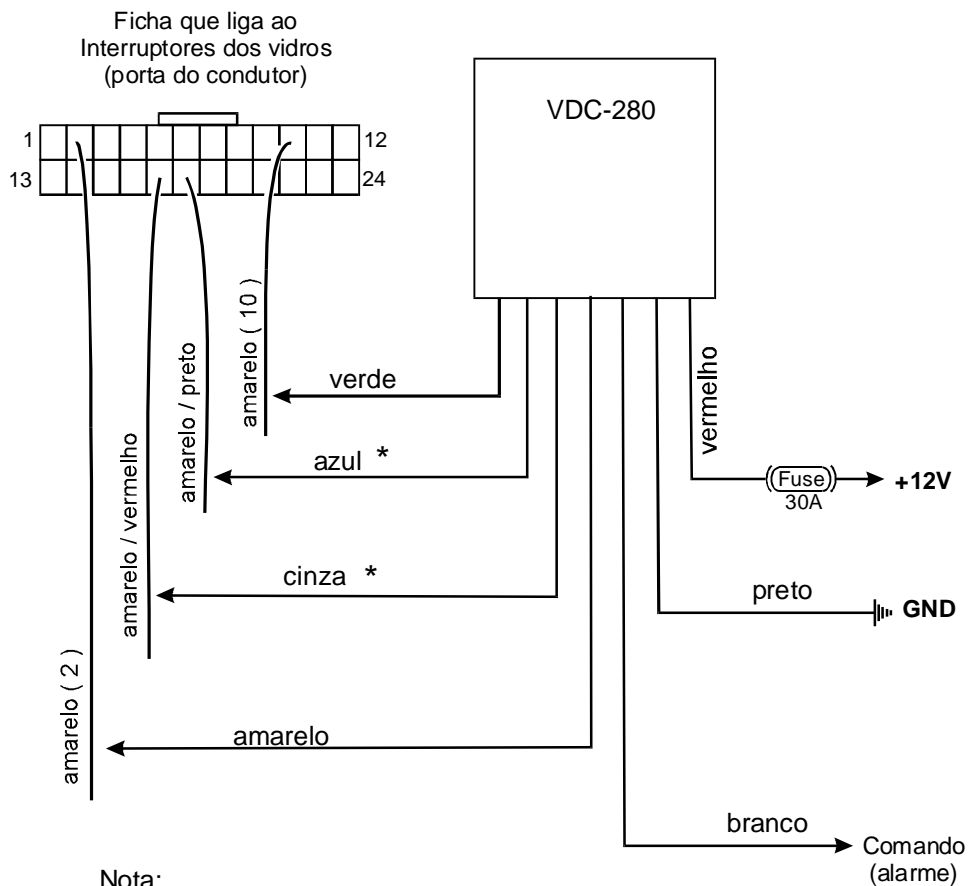 Ficha que liga ao
Interruptores dos vidros
(porta do condutor)
VDC-280
1
12
13
24
amarelo ( 10 )
amarelo / preto
amarelo / vermelho
amarelo ( 2 )
verde
azul *
cinza *
amarelo
vermelho
(Fuse)
30A
+12V
preto
GND
branco
Comando
(alarme)
Nota: